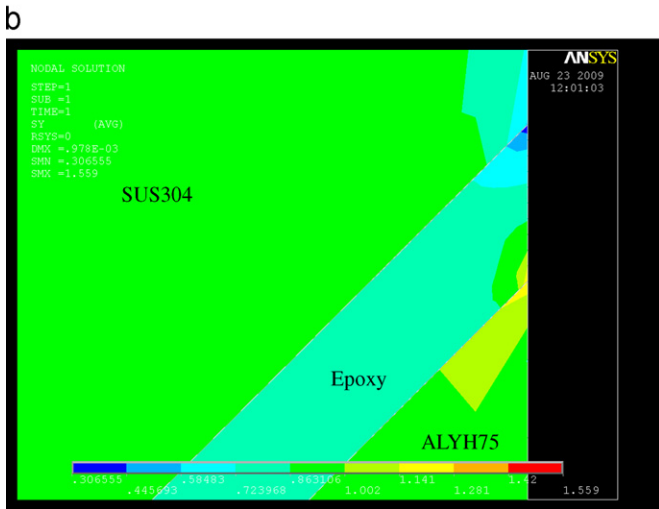 b
NODAL SOLUTION
ANSYS
AUG 23 2009
12:01:03
STEP=1
SUB =1
TIME=1
SY (AVG)
RSYS=0
DMX =.978E-03
SMN =.306555
SMX =1.559
SUS304
Epoxy
ALYH75
.306555 .58483 .863106 1.141 1.42
.445693 .723968 1.002 1.281 1.559